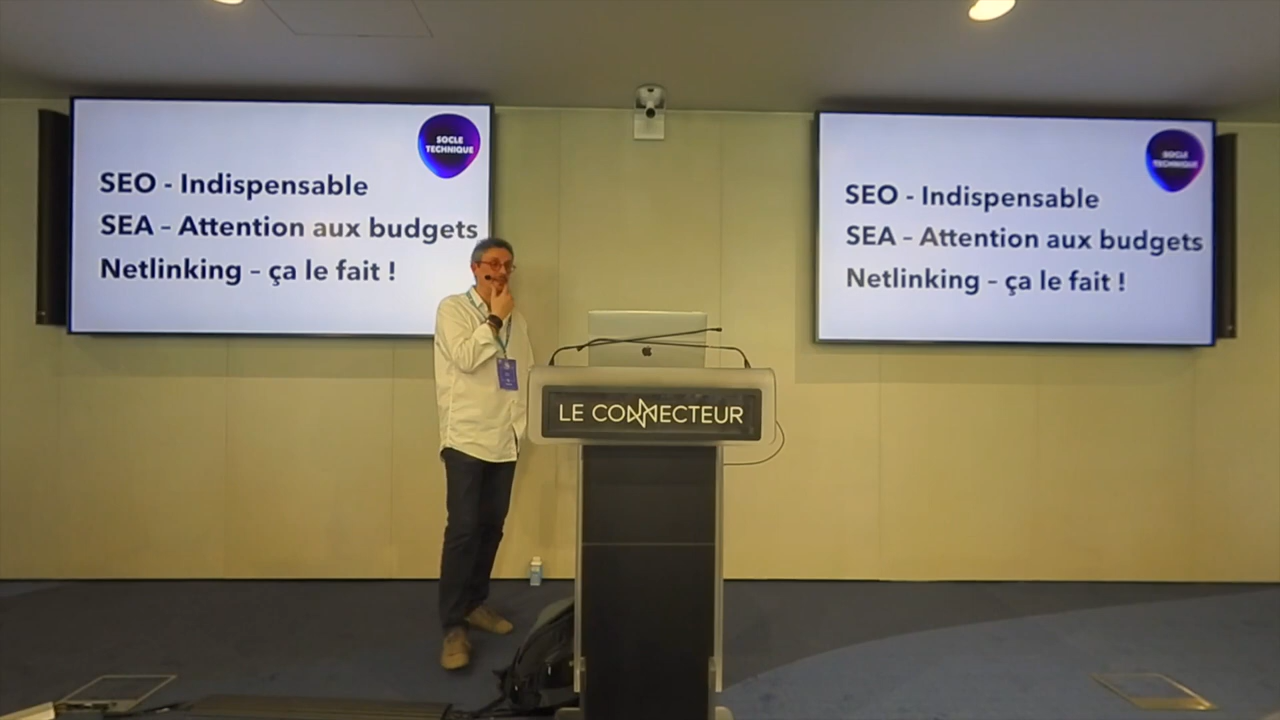 SOCLE
TECHNIQUE
SEO - Indispensable
SEA – Attention aux budgets
Netlinking – ça le fait !
SOCLE
TECHNIQUE
SEO - Indispensable
SEA – Attention aux budgets
Netlinking – ça le fait !
LE CONNECTEUR